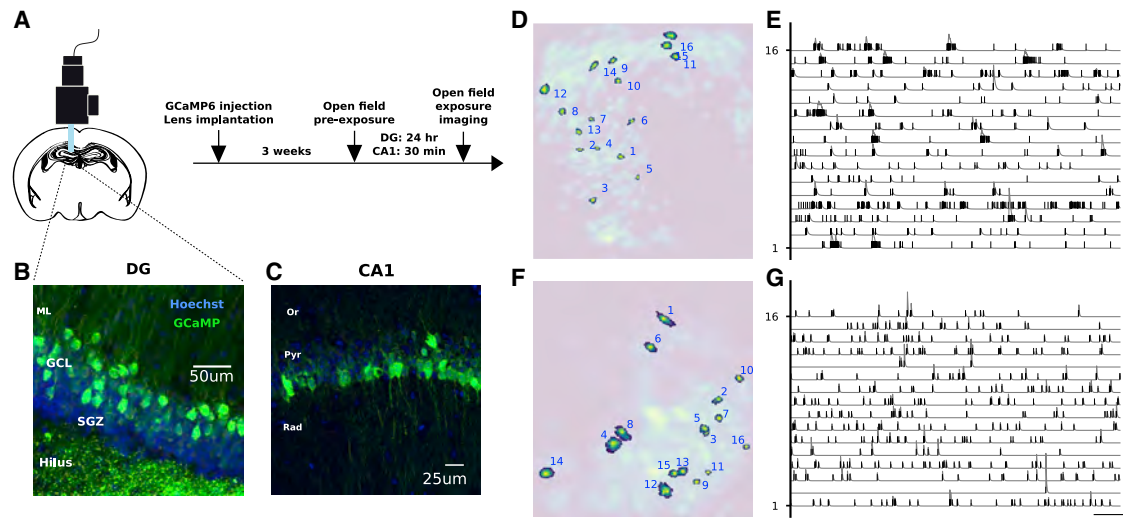 A
GCaMP6 injection
Lens implantation
Open field
pre-exposure
Open field
exposure
imaging
3 weeks
DG: 24 hr
CA1: 30 min
B
DG
ML
Hoechst
GCaMP
GCL
50um
SGZ
Hilus
C
CA1
Or
Pyr
Rad
25um
D
16
15
11
9
14
10
12
8
7
6
13
2
4
1
5
3
E
16
1
F
1
6
10
2
5
7
8
4
3
16
14
15
13
11
12
9
G
16
1